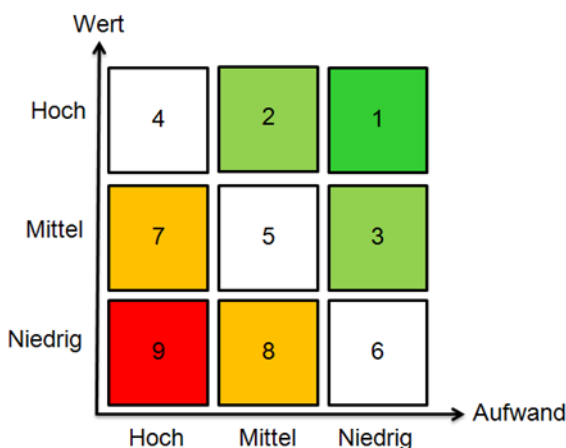 Wert
Hoch 4 2 1
Mittel 7 5 3
Niedrig 9 8 6
Aufwand
Hoch Mittel Niedrig